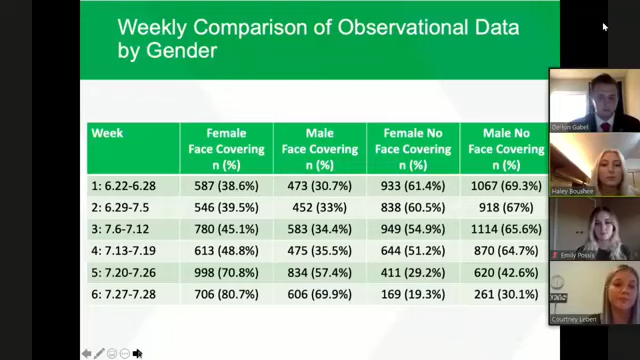 Weekly Comparison of Observational Data
by Gender
Week Female Male Female No Male No
Face Covering Face Covering Face Covering Face Covering
n (%) n (%) n (%) n (%)
1: 6.22-6.28 587 (38.6%) 473 (30.7%) 933 (61.4%) 1067 (69.3%)
2: 6.29-7.5 546 (39.5%) 452 (33%) 838 (60.5%) 918 (67%)
3: 7.6-7.12 780 (45.1%) 583 (34.4%) 949 (54.9%) 1114 (65.6%)
4: 7.13-7.19 613 (48.8%) 475 (35.5%) 644 (51.2%) 870 (64.7%)
5: 7.20-7.26 998 (70.8%) 834 (57.4%) 411 (29.2%) 620 (42.6%)
6: 7.27-7.28 706 (80.7%) 606 (69.9%) 169 (19.3%) 261 (30.1%)
Gabel
Haley Boushee
Emily Possis
Courtney Leben